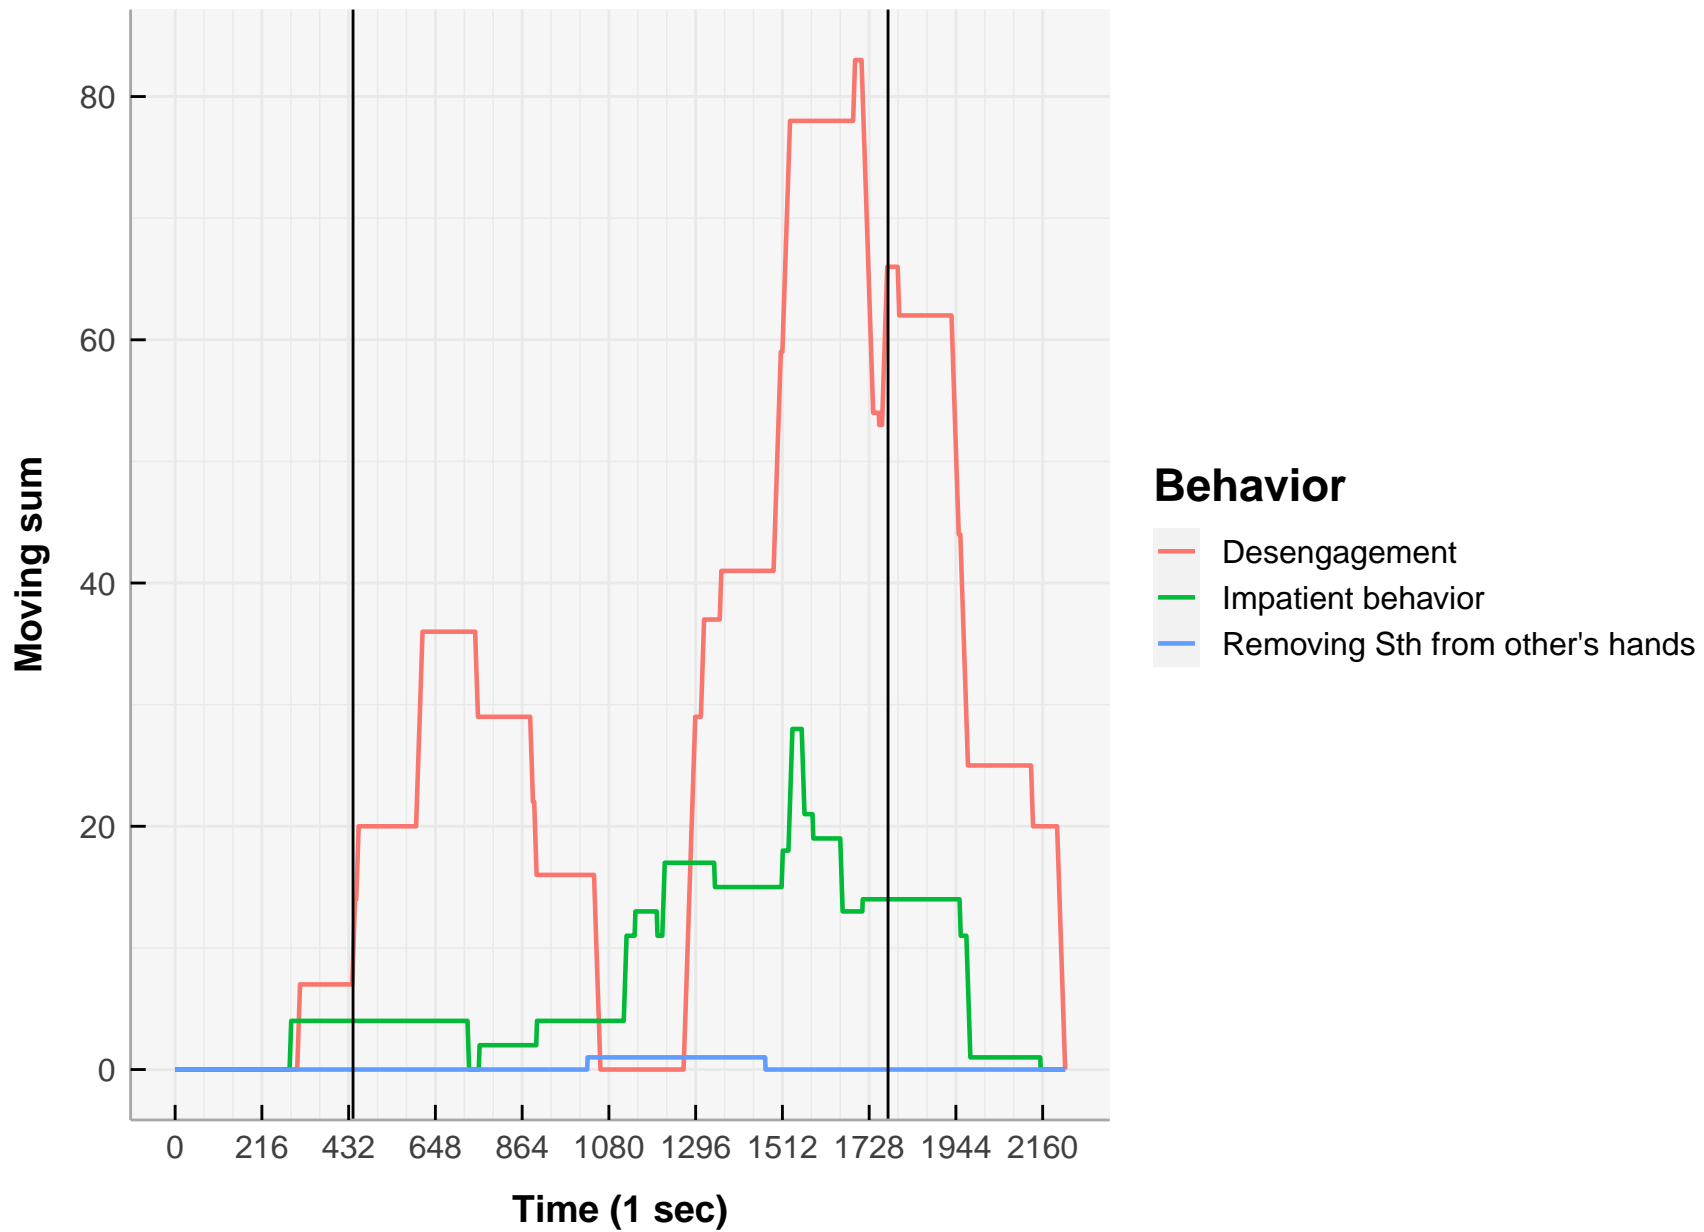 80
60
40
20
0
Moving sum
0 216 432 648 864 1080 1296 1512 1728 1944 2160
Time (1 sec)
Behavior
Desengagement
Impatient behavior
Removing Sth from other's hands